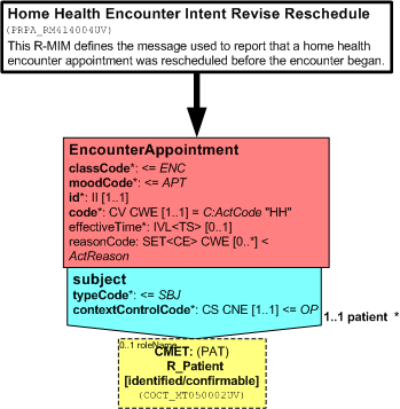 Home Health Encounter Intent Revise Reschedule
(PRPA_RM414004UV)
This R-MIM defines the message used to report that a home health
encounter appointment was rescheduled before the encounter began.
EncounterAppointment
classCode*: <= ENC
moodCode*: <= APT
id*: II [1..1]
code*: CV CWE [1..1] = C:ActCode "HH"
effectiveTime*: IVL<TS> [0..1]
reasonCode: SET<CE> CWE [0..*] <
ActReason
subject
typeCode*: <= SBJ
contextControlCode*: CS CNE [1..1] <= OP
1..1 patient *
0..1 roleName
CMET: (PAT)
R_Patient
[identified/confirmable]
(COCT_MT050002UV)